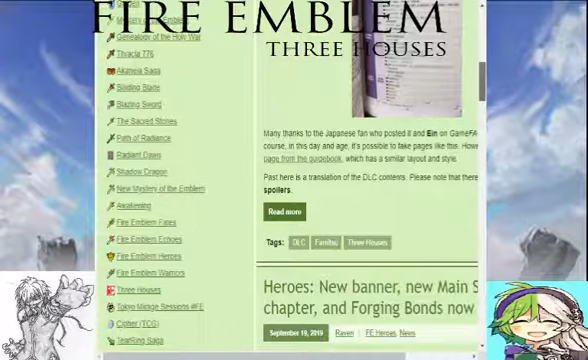 FIRE EMBLEM
THREE HOUSES
Genealogy of the Holy War
Thracia 776
Akaneia Saga
Binding Blade
Blazing Sword
The Sacred Stones
Path of Radiance
Radiant Dawn
Shadow Dragon
New Mystery of the Emblem
Awakening
Fire Emblem Fates
Fire Emblem Echoes
Fire Emblem Heroes
Fire Emblem Warriors
Three Houses
Tokyo Mirage Sessions #FE
Cipher (TCG)
TearRing Saga
Many thanks to the Japanese fan who posted it and Ein on GameFA
course, in this day and age, it's possible to fake pages like this. Howe
page from the guidebook, which has a similar layout and style.
Past here is a translation of the DLC contents. Please note that there
spoilers.
Read more
Tags: DLC Famitsu Three Houses
Heroes: New banner, new Main S
chapter, and Forging Bonds now
September 19, 2019 Raven FE Heroes, News